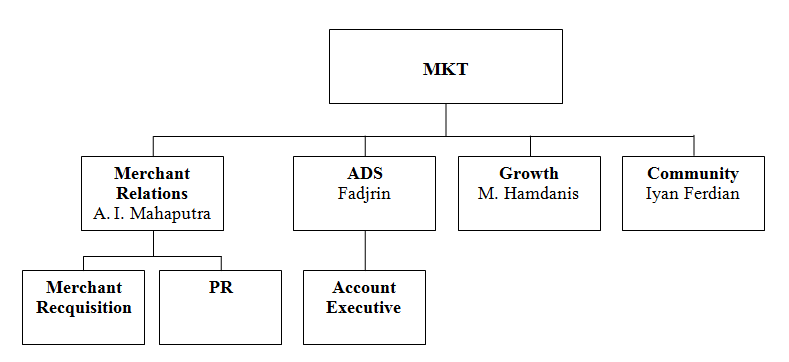 MKT
Merchant
Relations
A. I. Mahaputra
ADS
Fadjrin
Growth
M. Hamdanis
Community
Iyan Ferdian
Merchant
Recquisition
PR
Account
Executive